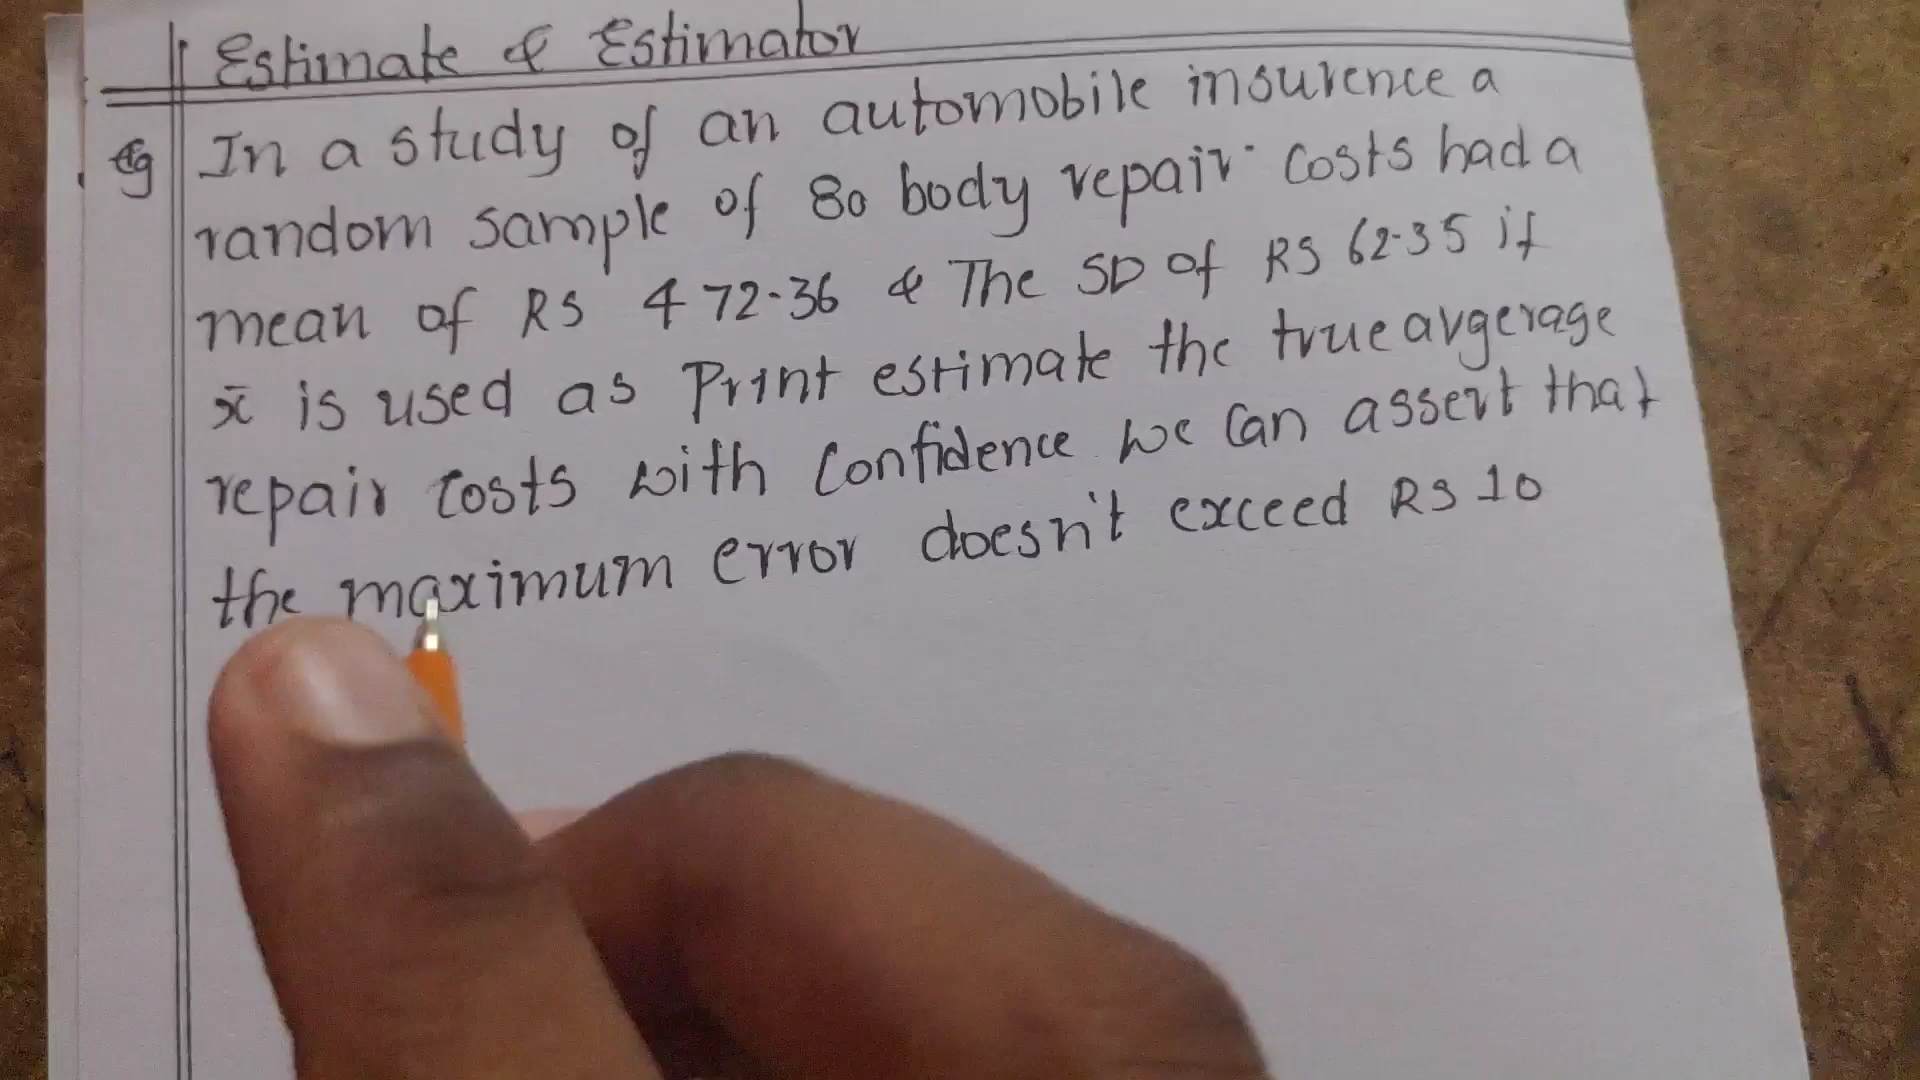 Estimate & Estimator
eg In a study of an automobile insurence a
random sample of 80 body repair costs had a
mean of RS 472.36 & The SD of RS 62.35 if
x̄ is used as Print estimate the true avgerage
repair costs with confidence we can assert that
the maximum error doesn't exceed RS 10